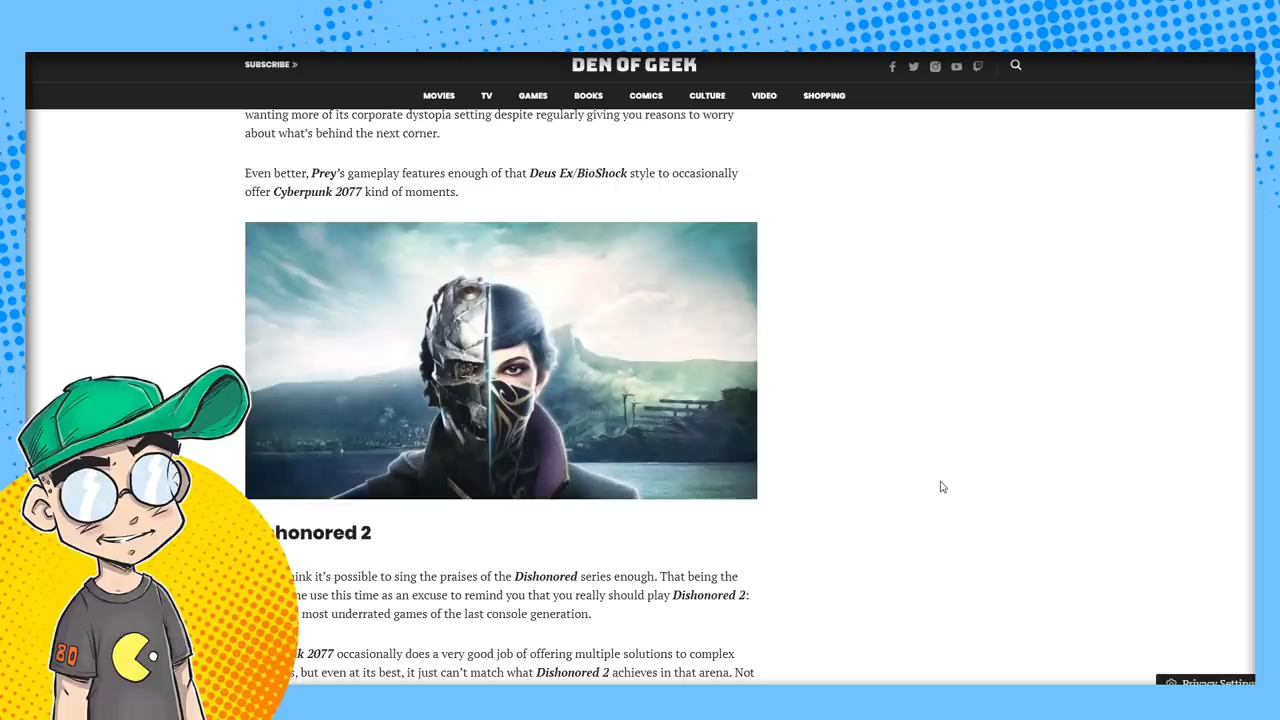 SUBSCRIBE »
DEN OF GEEK
MOVIES TV GAMES BOOKS COMICS CULTURE VIDEO SHOPPING
wanting more of its corporate dystopia setting despite regularly giving you reasons to worry
about what’s behind the next corner.
Even better, Prey’s gameplay features enough of that Deus Ex/BioShock style to occasionally
offer Cyberpunk 2077 kind of moments.
honored 2
ink it’s possible to sing the praises of the Dishonored series enough. That being the
ne use this time as an excuse to remind you that you really should play Dishonored 2:
most underrated games of the last console generation.
k 2077 occasionally does a very good job of offering multiple solutions to complex
s, but even at its best, it just can’t match what Dishonored 2 achieves in that arena. Not
Privacy Setting
80